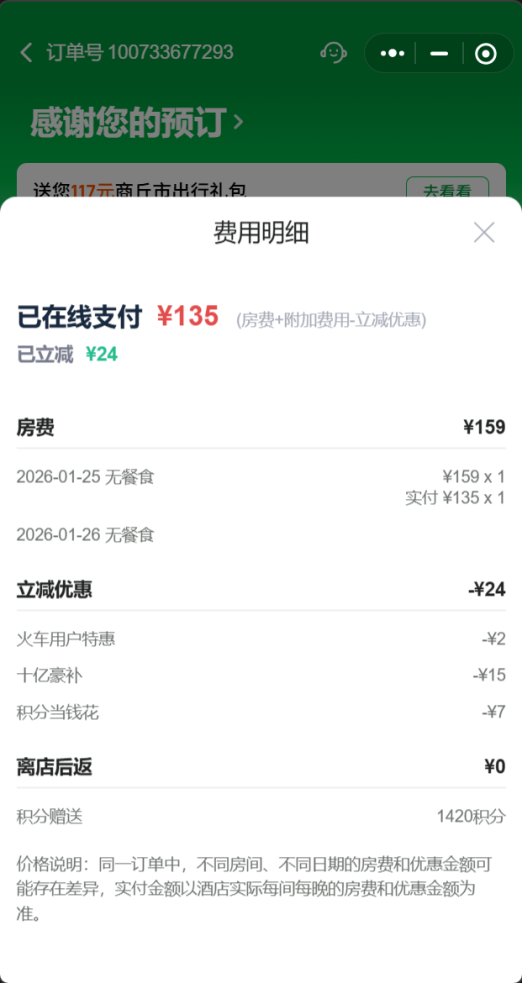 订单号 100733677293
感谢您的预订
送您117元商丘市出行礼包
去看看
费用明细
已在线支付 ¥135 (房费+附加费用-立减优惠)
已立减 ¥24
房费 ¥159
2026-01-25 无餐食 ¥159 x 1
实付 ¥135 x 1
2026-01-26 无餐食
立减优惠 -¥24
火车用户特惠 -¥2
十亿豪补 -¥15
积分当钱花 -¥7
离店后返 ¥0
积分赠送 1420积分
价格说明：同一订单中，不同房间、不同日期的房费和优惠金额可
能存在差异，实付金额以酒店实际每间每晚的房费和优惠金额为
准。